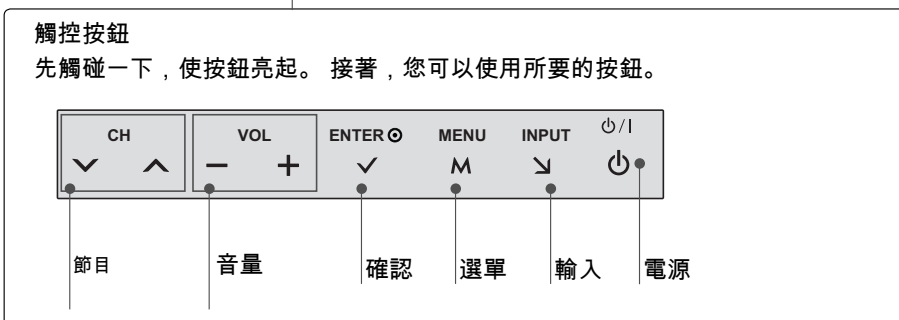 觸控按鈕
先觸碰一下，使按鈕亮起。 接著，您可以使用所要的按鈕。
CH VOL ENTER⊙ MENU INPUT ⏻/I
− + ✓ M ⏻
節目 音量 確認 選單 輸入 電源